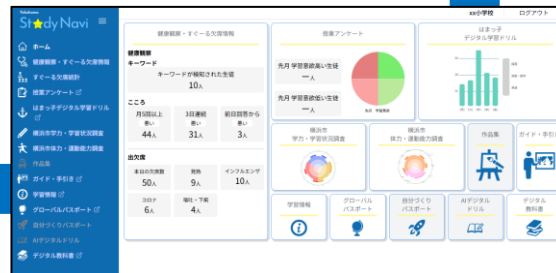 Yokohama
St★dy Navi
xx小学校 ログアウト
ホーム
健康観察・すぐーる欠席情報
すぐーる欠席統計
授業アンケート
はまっ子デジタル学習ドリル
横浜市学力・学習状況調査
横浜市体力・運動能力調査
作品集
ガイド・手引き
学習情報
グローバルパスポート
自分づくりパスポート
AIデジタルドリル
デジタル教科書
健康観察・すぐーる欠席情報
健康観察
キーワード
キーワードが検知された生徒
10人
こころ
月5回以上
悪い
44人
3日連続
悪い
31人
前日回答から
悪い
3人
出欠席
本日の欠席数
50人
発熱
9人
インフルエンザ
10人
コロナ
6人
嘔吐・下痢
4人
授業アンケート
先月 学習意欲高い生徒
ー人
先月 学習意欲低い生徒
ー人
はまっ子
デジタル学習ドリル
横浜市
学力・学習状況調査
横浜市
体力・運動能力調査
作品集
ガイド・手引き
学習情報
グローバル
パスポート
自分づくり
パスポート
AIデジタル
ドリル
デジタル
教科書